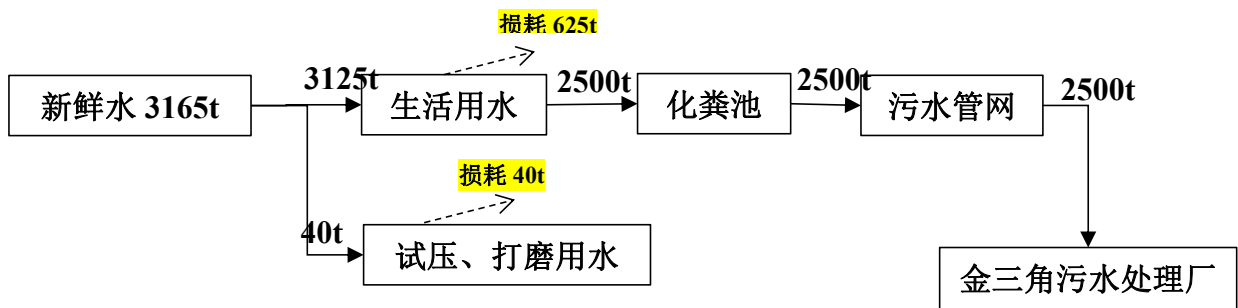 损耗 625t
3125t
2500t
2500t
2500t
新鲜水 3165t
生活用水
化粪池
污水管网
损耗 40t
40t
试压、打磨用水
金三角污水处理厂